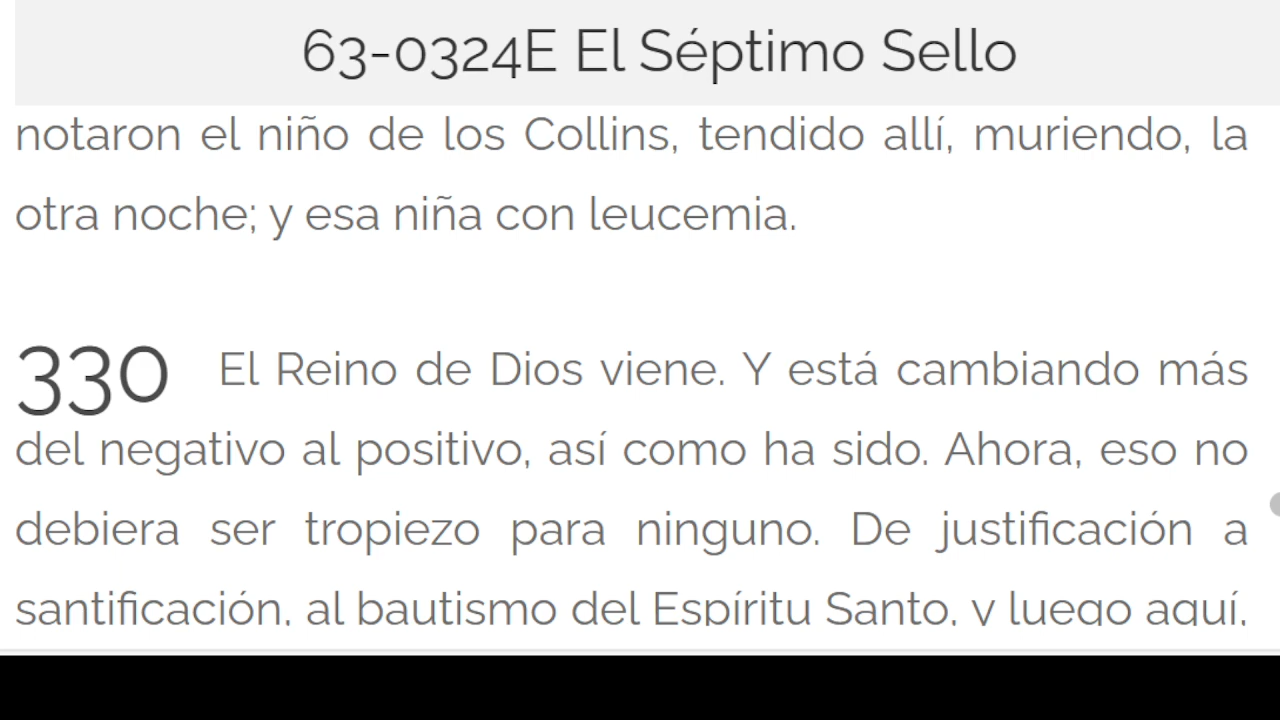 63-0324E El Séptimo Sello
notaron el niño de los Collins, tendido allí, muriendo, la
otra noche; y esa niña con leucemia.
330 El Reino de Dios viene. Y está cambiando más
del negativo al positivo, así como ha sido. Ahora, eso no
debiera ser tropiezo para ninguno. De justificación a
santificación, al bautismo del Espíritu Santo, y luego aquí,